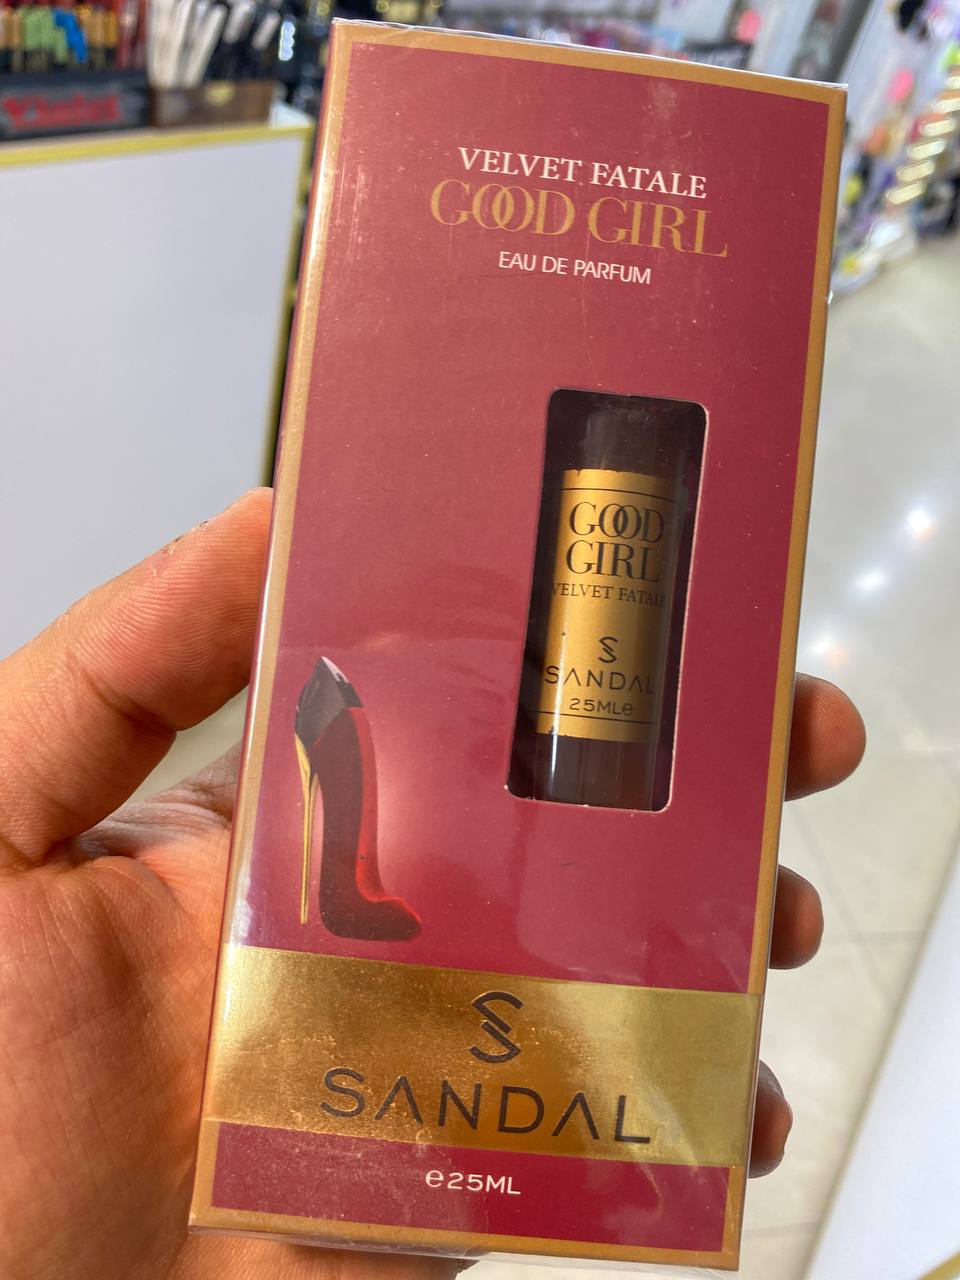 VELVET FATALE
GOOD GIRL
EAU DE PARFUM
GOOD
GIRL
VELVET FATALE
SANDAL
25MLe
SANDAL
e25ML